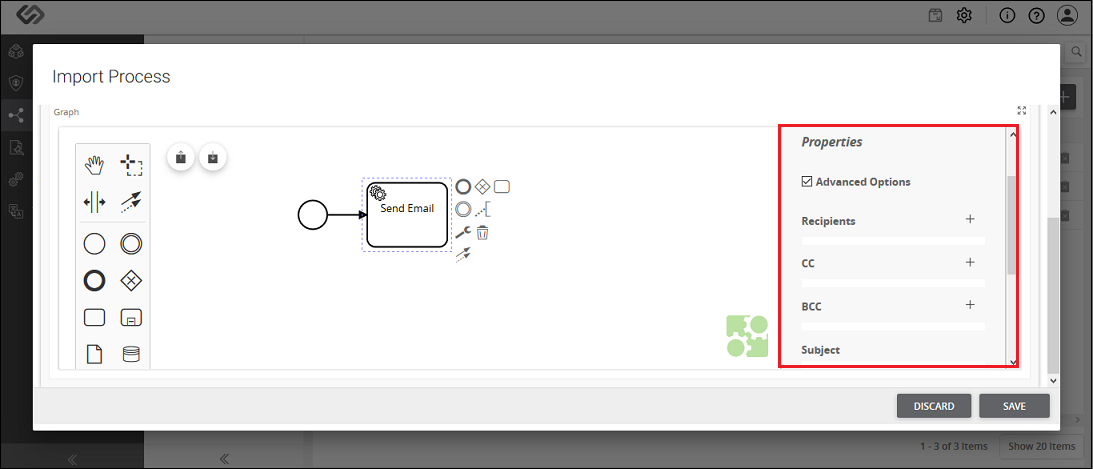 Import Process
Graph
Send Email
Properties
Advanced Options
Recipients
CC
BCC
Subject
DISCARD
SAVE
1 - 3 of 3 Items
Show 20 Items